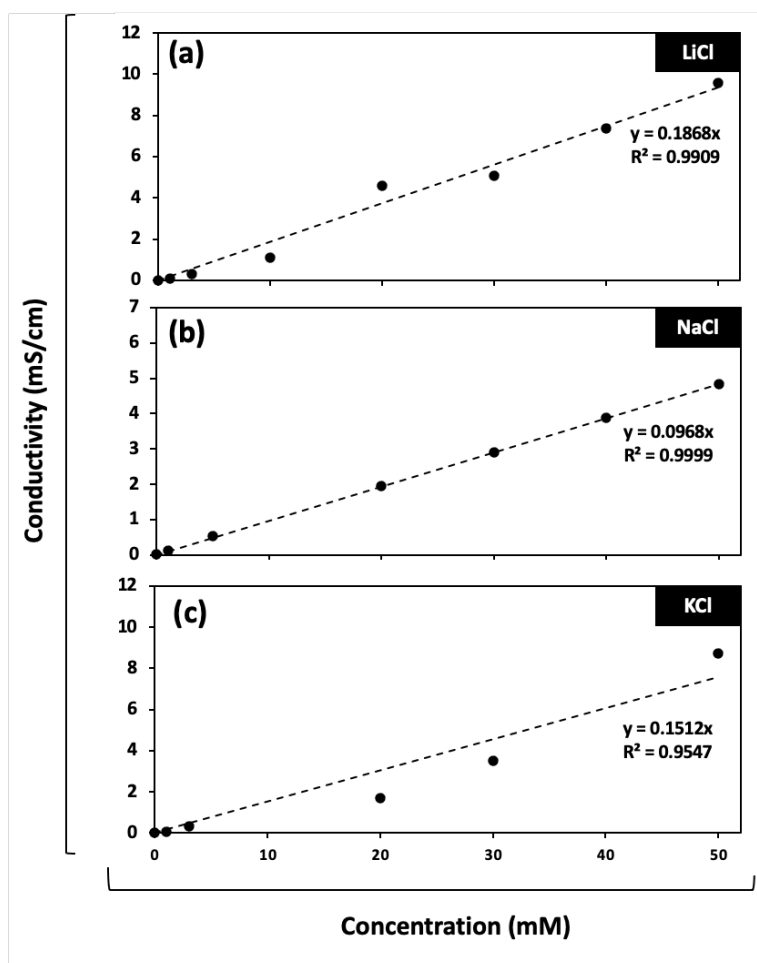 (a)
LiCl
12
10
8
6
4
2
0
y = 0.1868x
R² = 0.9909
(b)
NaCl
7
6
5
4
3
2
1
0
y = 0.0968x
R² = 0.9999
(c)
KCl
12
10
8
6
4
2
0
y = 0.1512x
R² = 0.9547
0 10 20 30 40 50
Conductivity (mS/cm)
Concentration (mM)